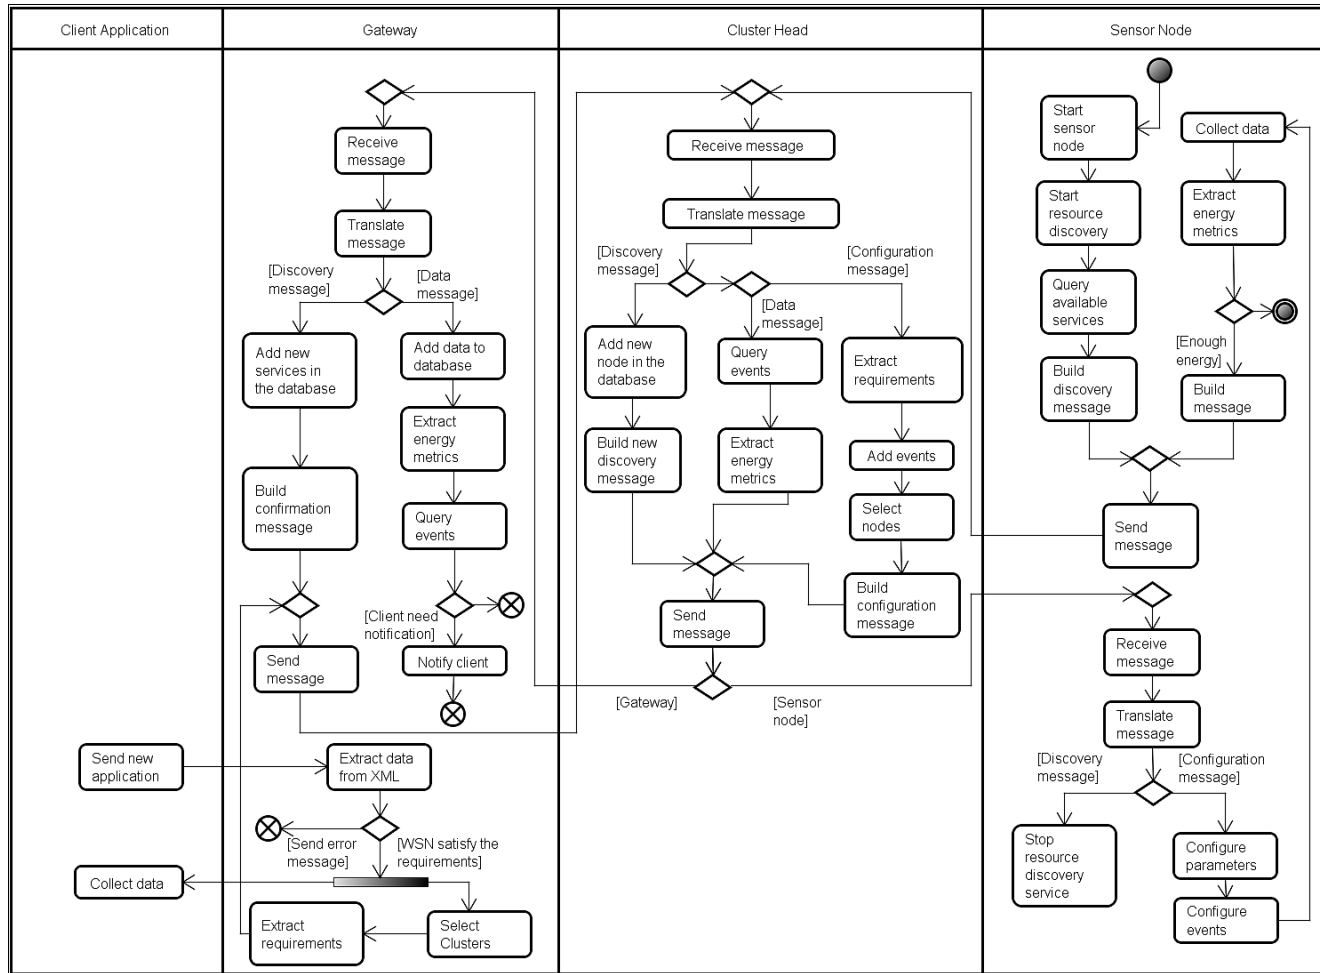 Client Application
Gateway
Cluster Head
Sensor Node
Receive
message
Translate
message
[Discovery
message]
[Data
message]
Add new
services in
the database
Add data to
database
Extract
energy
metrics
Build
confirmation
message
Query
events
[Client need
notification]
Send
message
Notify client
Send new
application
Extract data
from XML
[Send error
message]
[WSN satisfy the
requirements]
Collect data
Extract
requirements
Select
Clusters
Receive message
Translate message
[Discovery
message]
[Configuration
message]
[Data
message]
Add new
node in the
database
Query
events
Extract
requirements
Build new
discovery
message
Extract
energy
metrics
Add events
Select
nodes
Build
configuration
message
Send
message
[Gateway]
[Sensor
node]
Start
sensor
node
Collect data
Start
resource
discovery
Extract
energy
metrics
Query
available
services
[Enough
energy]
Build
discovery
message
Build
message
Send
message
Receive
message
Translate
message
[Discovery
message]
[Configuration
message]
Stop
resource
discovery
service
Configure
parameters
Configure
events